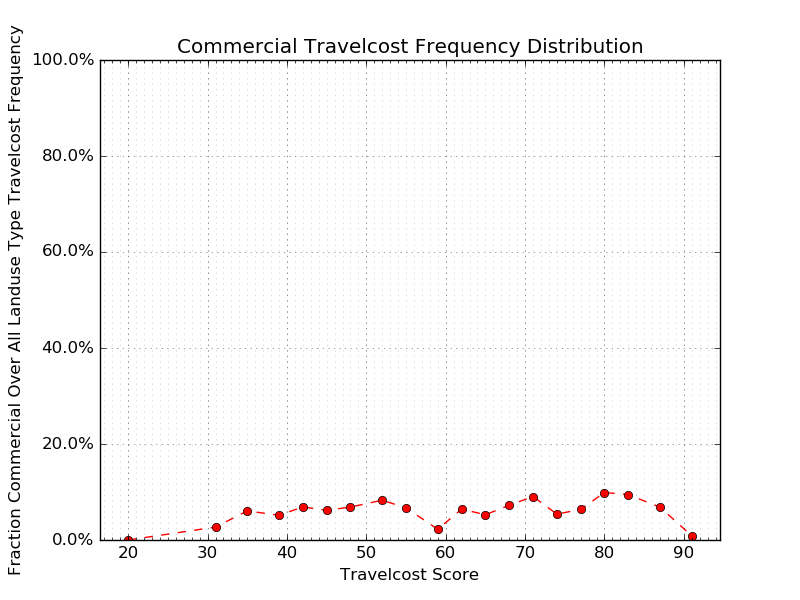 Commercial Travelcost Frequency Distribution
Fraction Commercial Over All Landuse Type Travelcost Frequency
100.0%
80.0%
60.0%
40.0%
20.0%
0.0%
20 30 40 50 60 70 80 90
Travelcost Score